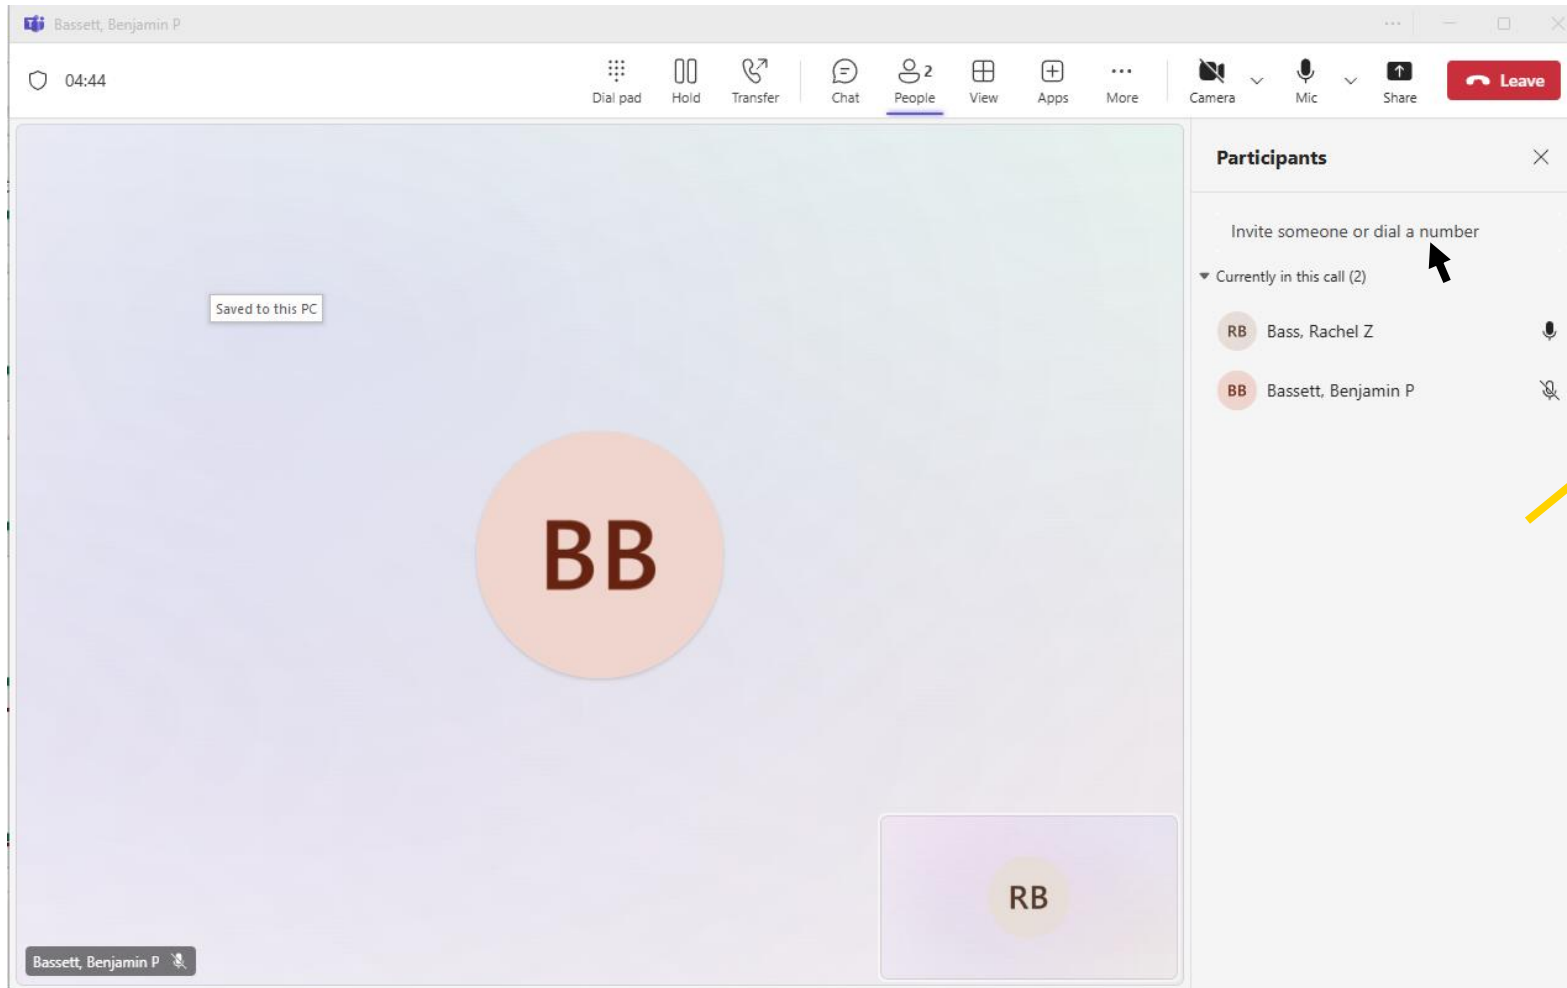 Bassett, Benjamin P
04:44
Dial pad
Hold
Transfer
Chat
2
People
View
Apps
More
Camera
Mic
Share
Leave
Participants
Invite someone or dial a number
Currently in this call (2)
RB Bass, Rachel Z
BB Bassett, Benjamin P
Saved to this PC
BB
RB
Bassett, Benjamin P